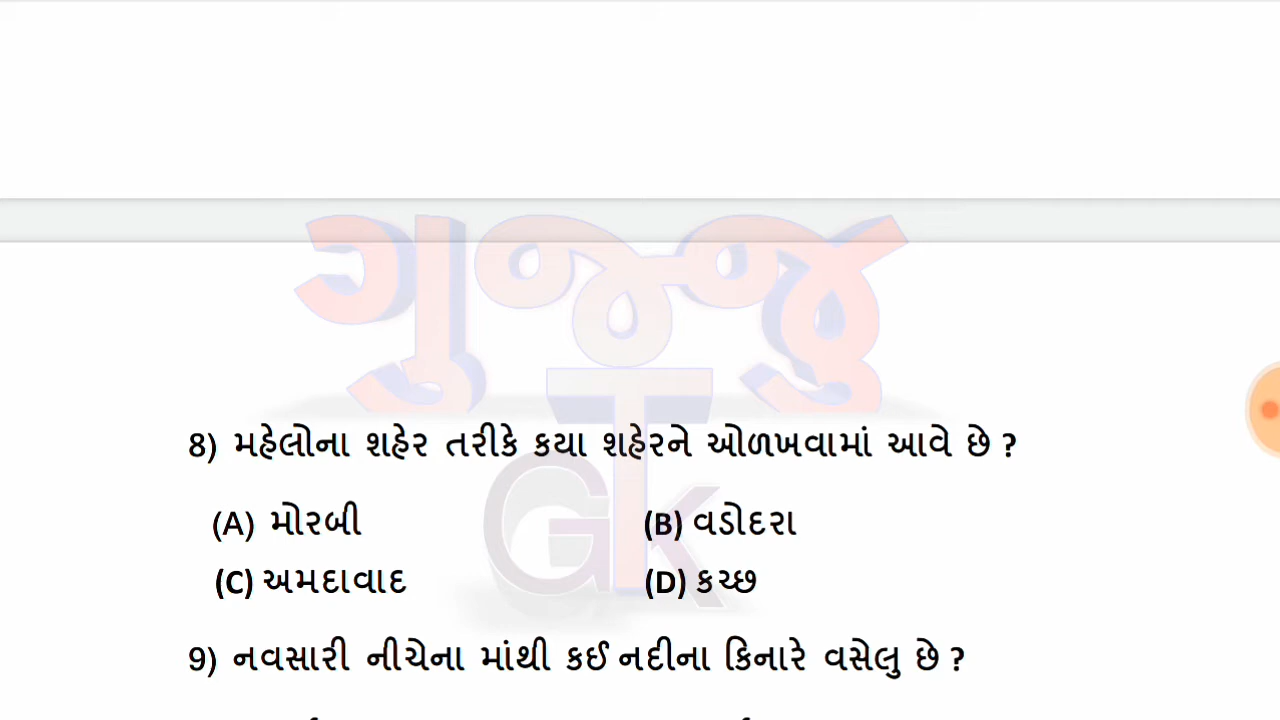 ગુજ્જુ
T
Gk
8) મહેલોના શહેર તરીકે કયા શહેરને ઓળખવામાં આવે છે ?
(A) મોરબી (B) વડોદરા
(C) અમદાવાદ (D) કચ્છ
9) નવસારી નીચેના માંથી કઈ નદીના કિનારે વસેલુ છે ?